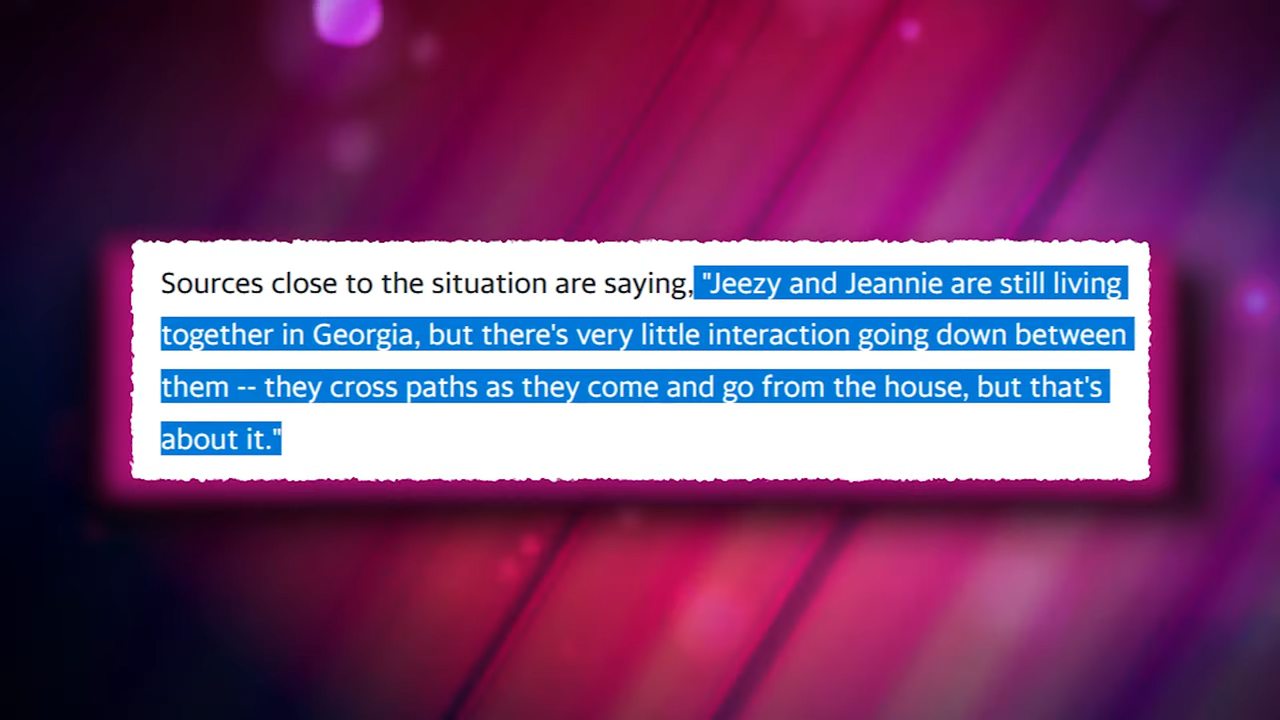 Sources close to the situation are saying, "Jeezy and Jeannie are still living
together in Georgia, but there's very little interaction going down between
them -- they cross paths as they come and go from the house, but that's
about it."